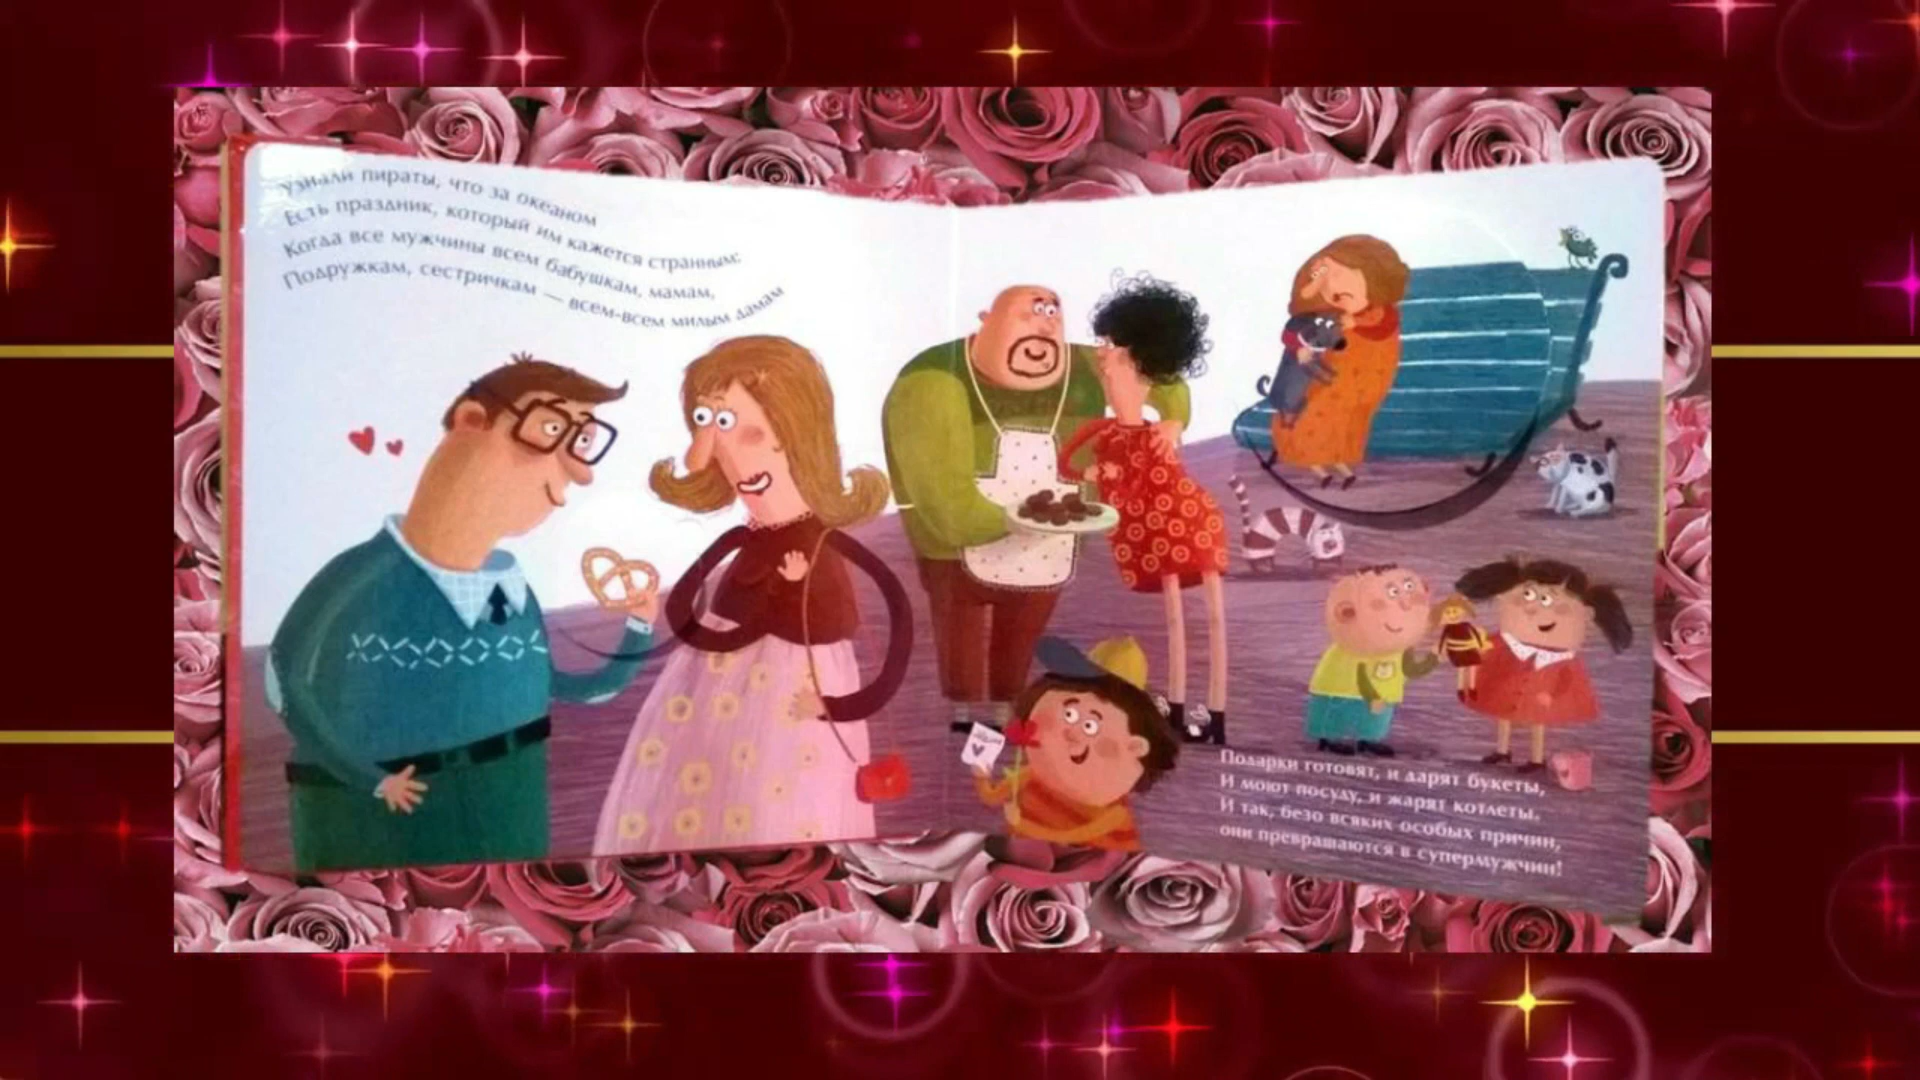 Узнали пираты, что за океаном
Есть праздник, который им кажется странным:
Когда все мужчины всем бабушкам, мамам,
Подружкам, сестричкам — всем-всем милым дамам
Подарки готовят, и дарят букеты,
И моют посуду, и жарят котлеты.
И так, безо всяких особых причин,
они превращаются в супермужчин!